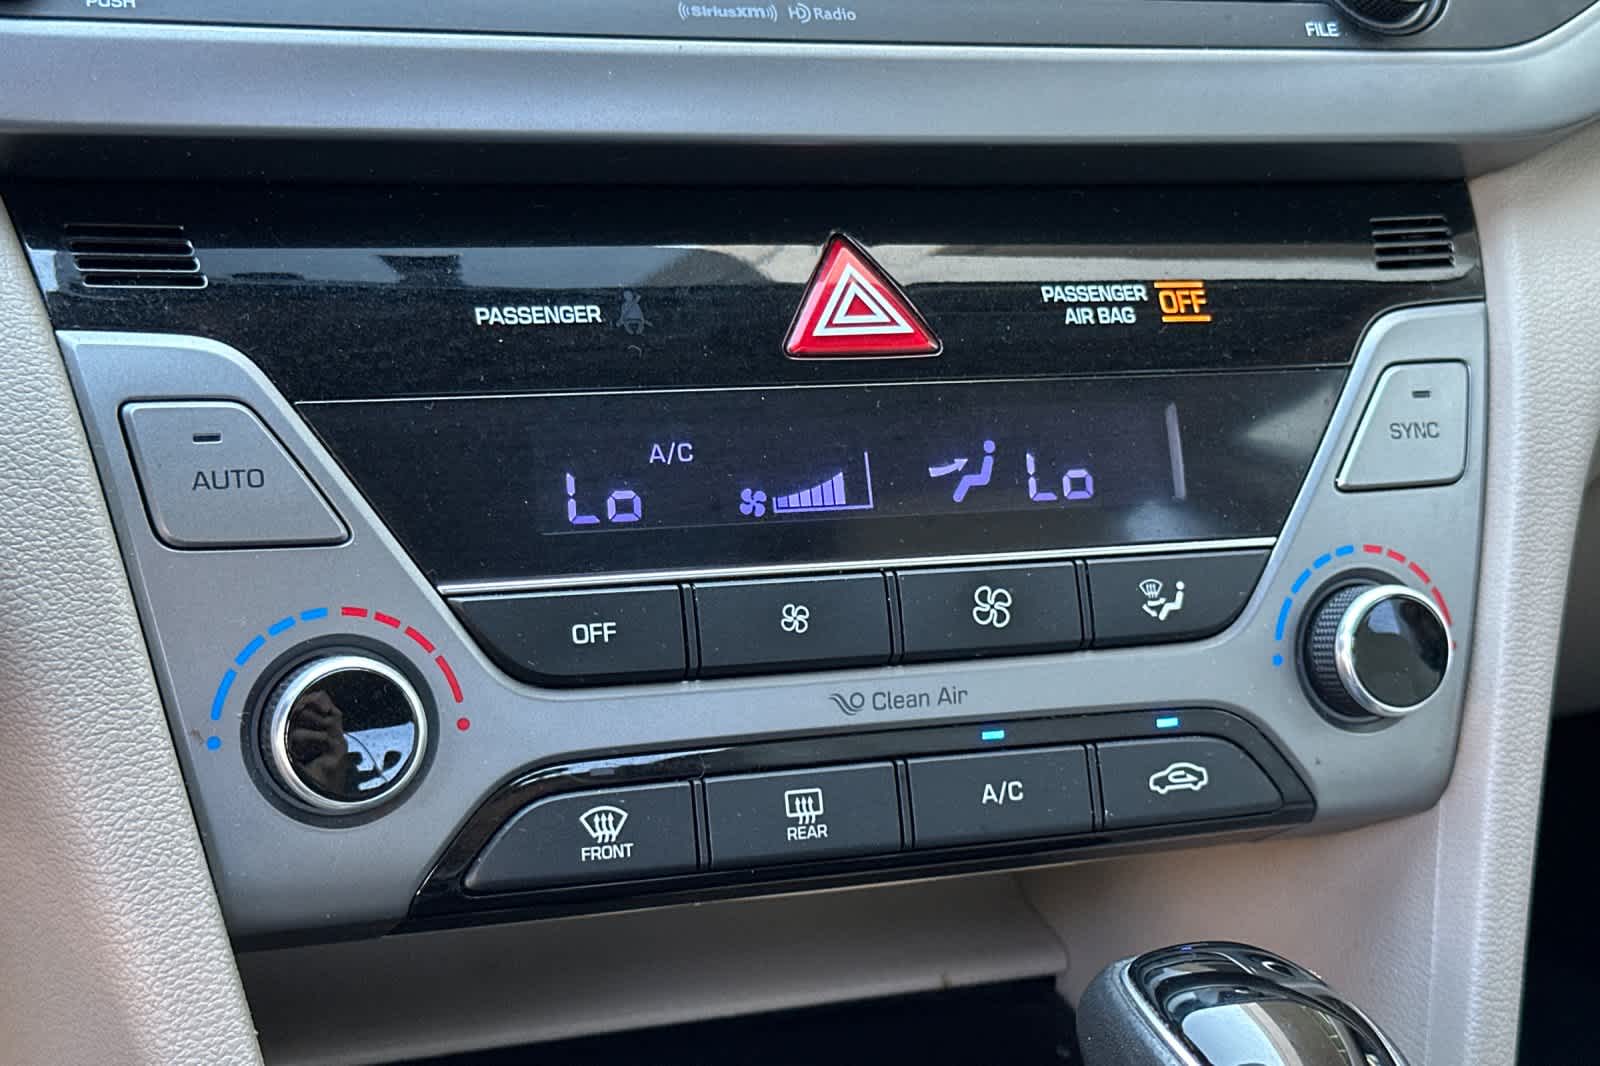 PUSH
SiriusXM HD Radio
FILE
PASSENGER
PASSENGER
AIR BAG OFF
AUTO
SYNC
A/C
Lo Lo
OFF
Clean Air
FRONT
REAR
A/C